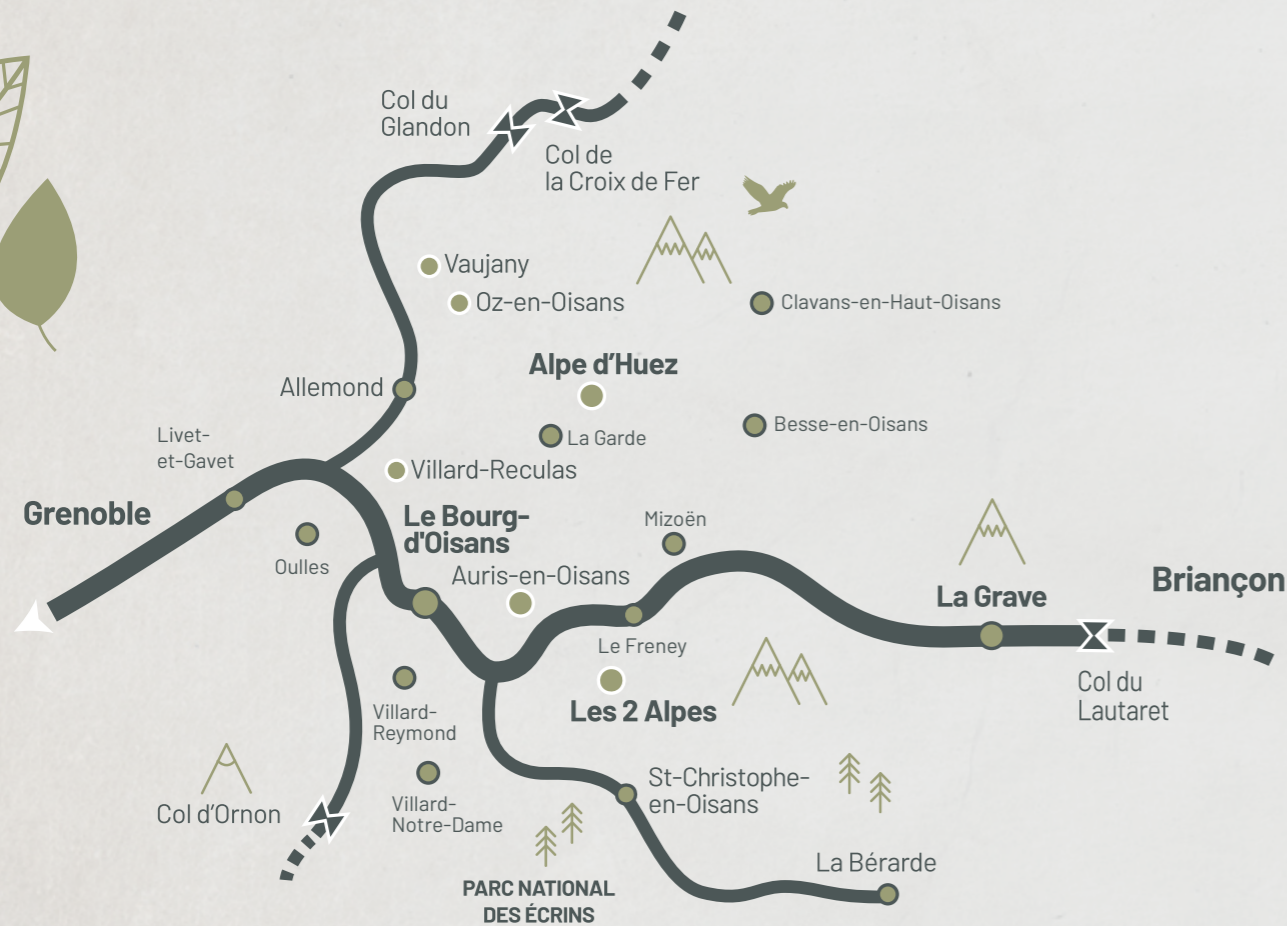 Col du
Glandon
Col de
la Croix de Fer
Vaujany
Oz-en-Oisans
Clavans-en-Haut-Oisans
Alpe d’Huez
Allemond
La Garde
Besse-en-Oisans
Livet-
et-Gavet
Villard-Reculas
Grenoble
Le Bourg-
d'Oisans
Mizoën
Oulles
Auris-en-Oisans
Briançon
La Grave
Le Freney
Les 2 Alpes
Col du
Lautaret
Villard-
Reymond
St-Christophe-
en-Oisans
Col d’Ornon
Villard-
Notre-Dame
La Bérarde
PARC NATIONAL
DES ÉCRINS